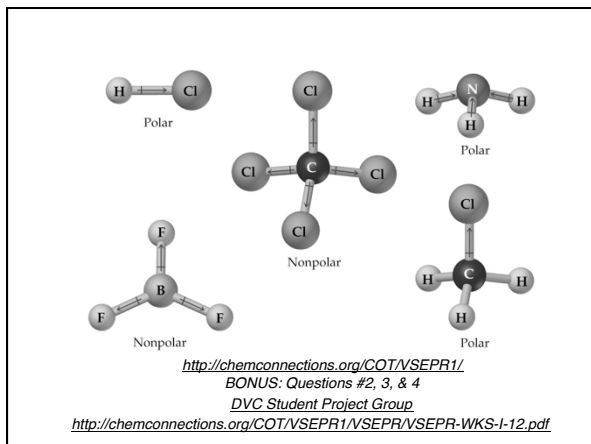 H Cl
Polar
Cl
Cl C Cl
Cl
Nonpolar
N
H H
H
Polar
F
B
F F
Nonpolar
Cl
C
H H
H
Polar
http://chemconnections.org/COT/VSEPR1/
BONUS: Questions #2, 3, & 4
DVC Student Project Group
http://chemconnections.org/COT/VSEPR1/VSEPR/VSEPR-WKS-I-12.pdf